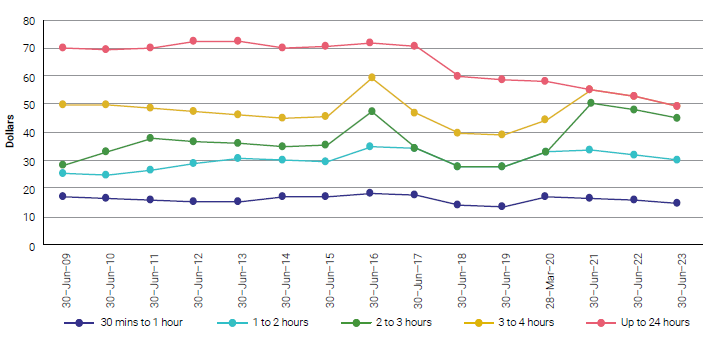 80
70
60
50
40
30
20
10
0
Dollars
30–Jun–09
30–Jun–10
30–Jun–11
30–Jun–12
30–Jun–13
30–Jun–14
30–Jun–15
30–Jun–16
30–Jun–17
30–Jun–18
30–Jun–19
28–Mar–20
30–Jun–21
30–Jun–22
30–Jun–23
30 mins to 1 hour 1 to 2 hours 2 to 3 hours 3 to 4 hours Up to 24 hours